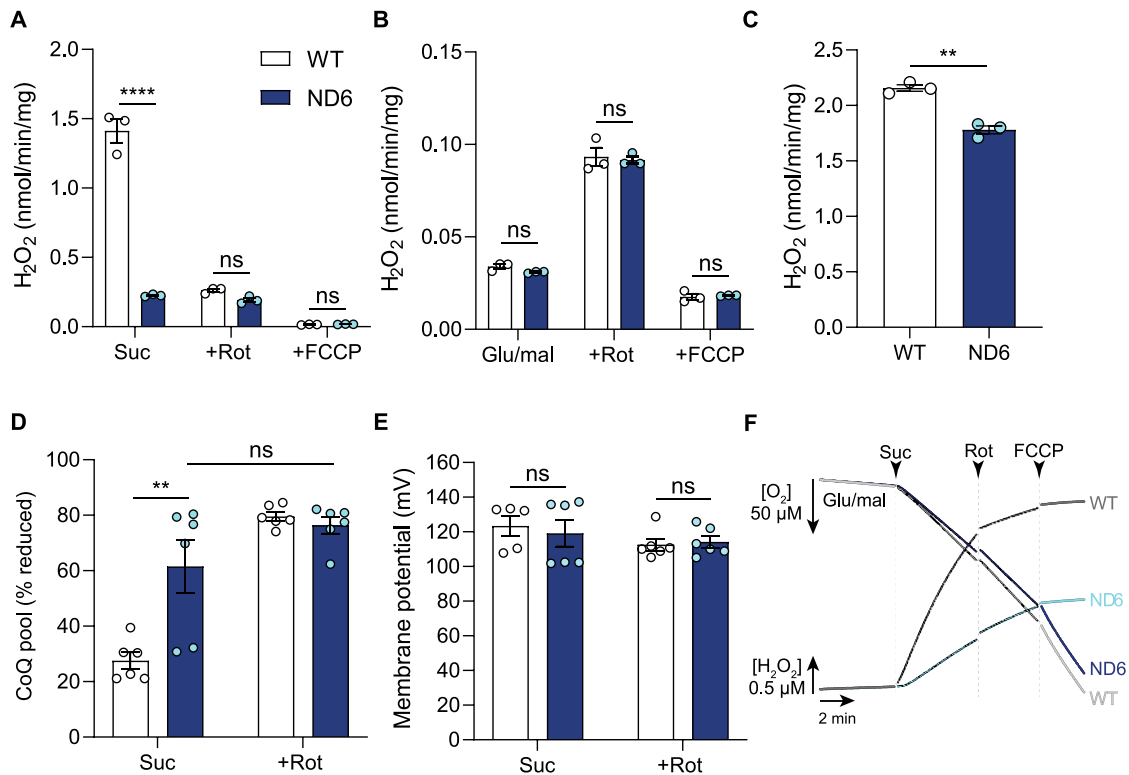 A
H₂O₂ (nmol/min/mg)
2.0
1.5
1.0
0.5
0.0
****
ns
ns
Suc
+Rot
+FCCP
WT
ND6
B
H₂O₂ (nmol/min/mg)
0.15
0.10
0.05
0.00
ns
ns
ns
Glu/mal
+Rot
+FCCP
C
H₂O₂ (nmol/min/mg)
2.5
2.0
1.5
1.0
0.5
0.0
**
WT
ND6
D
CoQ pool (% reduced)
100
80
60
40
20
0
**
ns
Suc
+Rot
E
Membrane potential (mV)
160
140
120
100
80
60
40
20
0
ns
ns
Suc
+Rot
F
Suc
Rot
FCCP
[O₂]
50 µM
Glu/mal
WT
ND6
ND6
WT
[H₂O₂]
0.5 µM
2 min